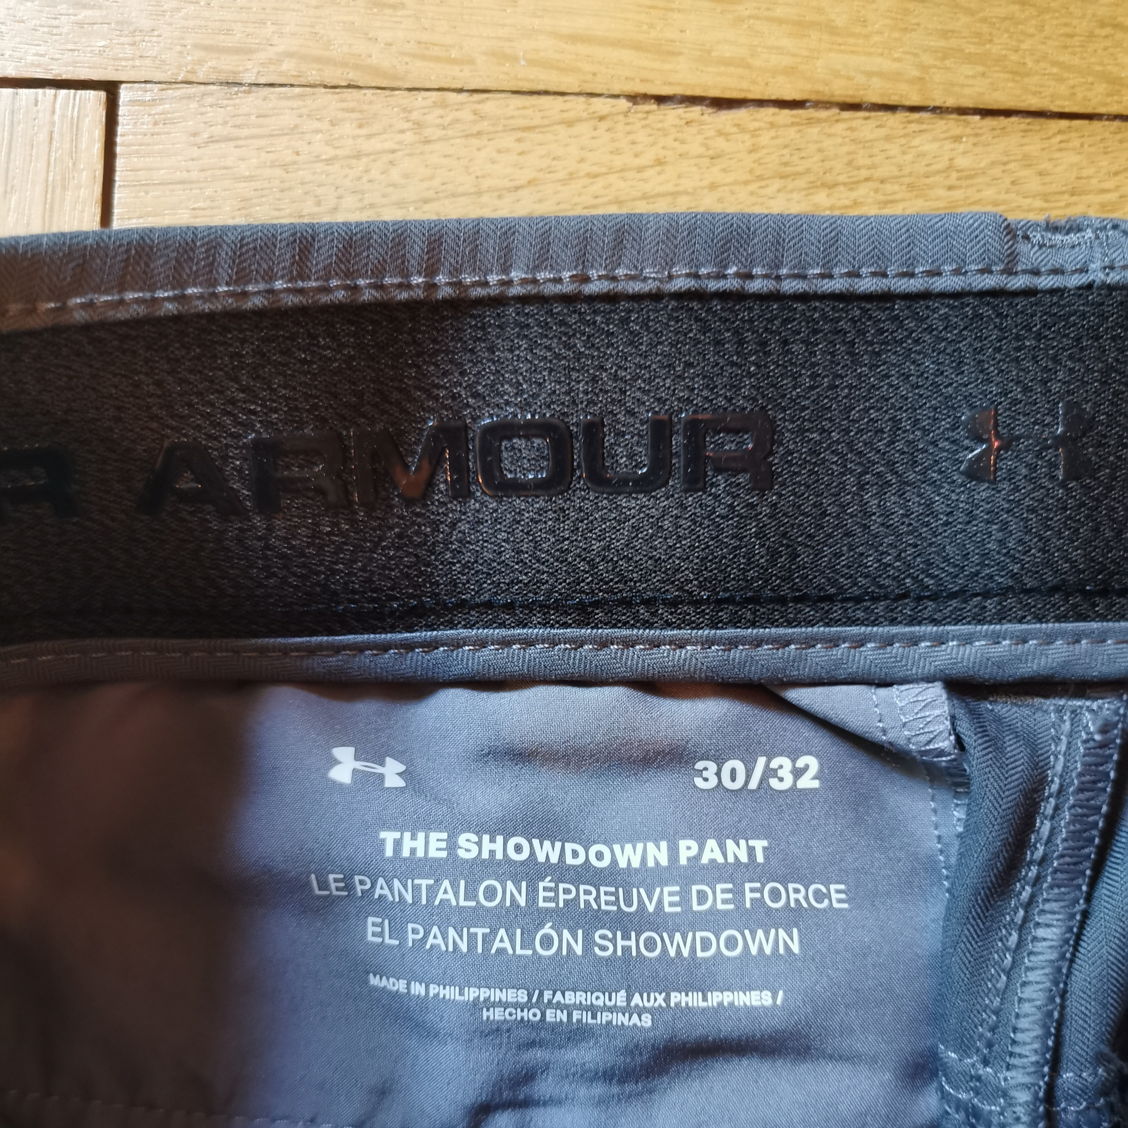 R ARMOUR
30/32
THE SHOWDOWN PANT
LE PANTALON ÉPREUVE DE FORCE
EL PANTALÓN SHOWDOWN
MADE IN PHILIPPINES / FABRIQUÉ AUX PHILIPPINES /
HECHO EN FILIPINAS